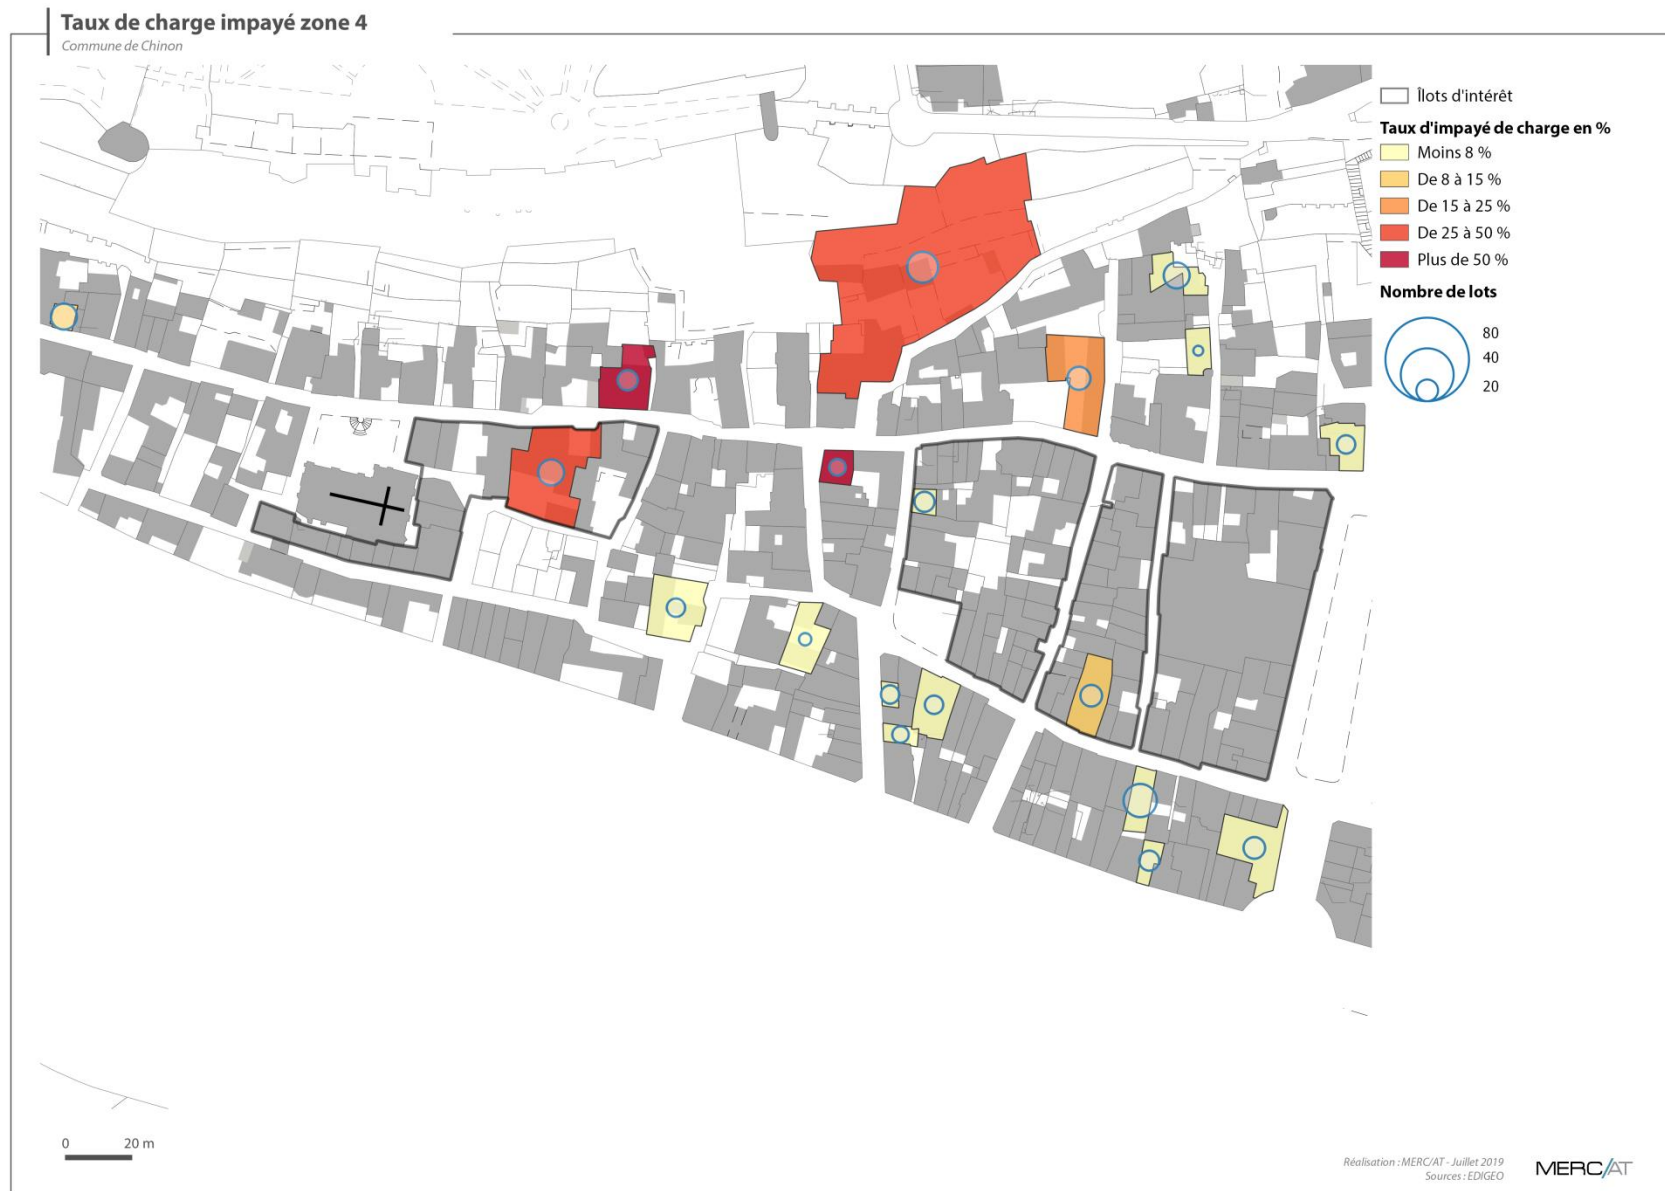 Taux de charge impayé zone 4
Commune de Chinon
Îlots d'intérêt
Taux d'impayé de charge en %
Moins 8 %
De 8 à 15 %
De 15 à 25 %
De 25 à 50 %
Plus de 50 %
Nombre de lots
80
40
20
0 20 m
Réalisation : MERC/AT - Juillet 2019
Sources : EDIGEO
MERC/AT